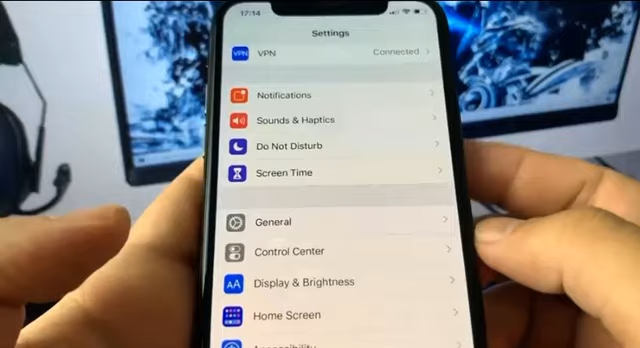 17:14
Settings
VPN VPN Connected
Notifications
Sounds & Haptics
Do Not Disturb
Screen Time
General
Control Center
AA Display & Brightness
Home Screen
Accessibility